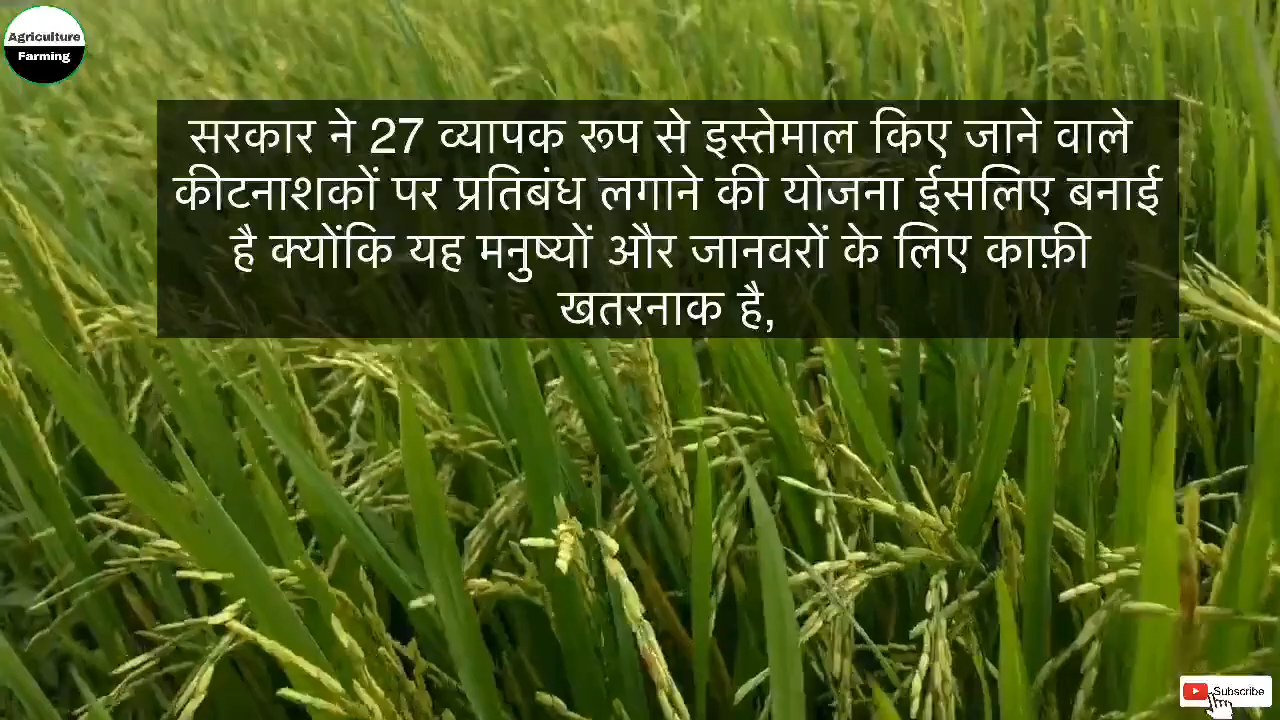 Agriculture
Farming
सरकार ने 27 व्यापक रूप से इस्तेमाल किए जाने वाले
कीटनाशकों पर प्रतिबंध लगाने की योजना ईसलिए बनाई
है क्योंकि यह मनुष्यों और जानवरों के लिए काफ़ी
खतरनाक है,
Subscribe